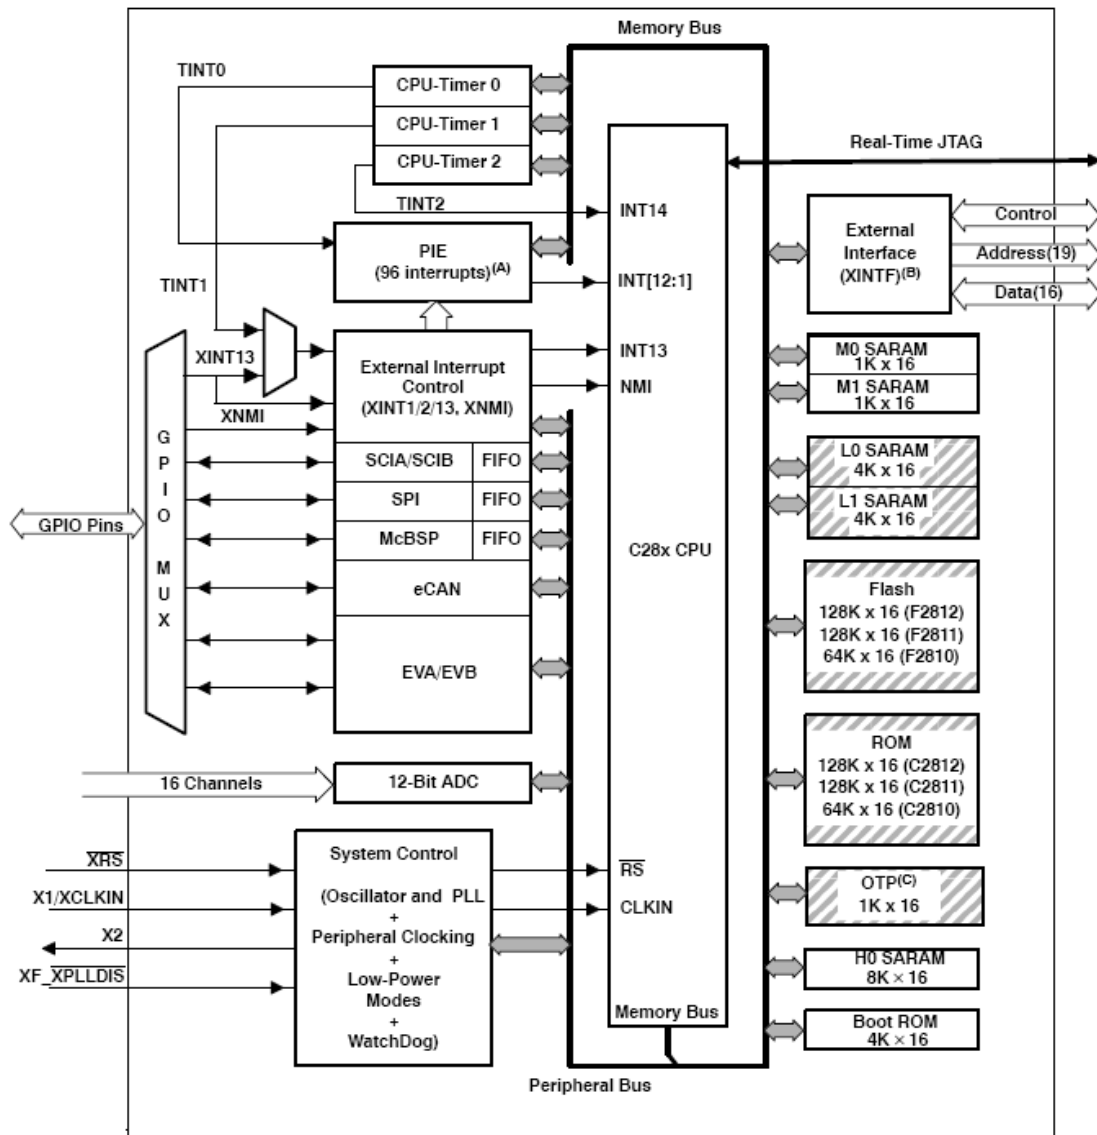 Memory Bus
TINT0
CPU-Timer 0
CPU-Timer 1
CPU-Timer 2
Real-Time JTAG
TINT2
INT14
PIE
(96 interrupts)(A)
INT[12:1]
External
Interface
(XINTF)(B)
Control
Address(19)
Data(16)
TINT1
XINT13
XNMI
External Interrupt
Control
(XINT1/2/13, XNMI)
INT13
NMI
M0 SARAM
1K x 16
M1 SARAM
1K x 16
GPIO MUX
SCIA/SCIB
FIFO
SPI
FIFO
McBSP
FIFO
eCAN
EVA/EVB
GPIO Pins
C28x CPU
L0 SARAM
4K x 16
L1 SARAM
4K x 16
Flash
128K x 16 (F2812)
128K x 16 (F2811)
64K x 16 (F2810)
ROM
128K x 16 (C2812)
128K x 16 (C2811)
64K x 16 (C2810)
16 Channels
12-Bit ADC
XRS
X1/XCLKIN
X2
XF_XPLLDIS
System Control
(Oscillator and PLL
+
Peripheral Clocking
+
Low-Power
Modes
+
WatchDog)
RS
CLKIN
OTP(C)
1K x 16
H0 SARAM
8K × 16
Boot ROM
4K × 16
Memory Bus
Peripheral Bus